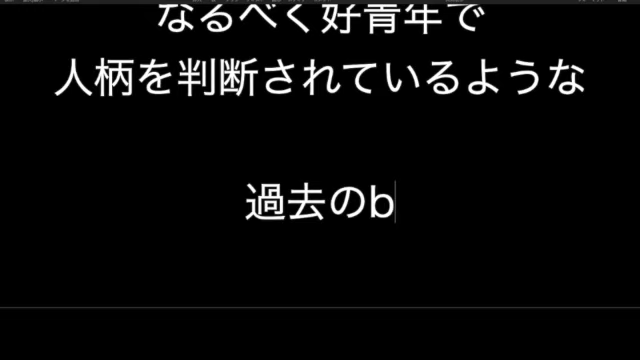 なるべく好青年で
人柄を判断されているような
過去のb